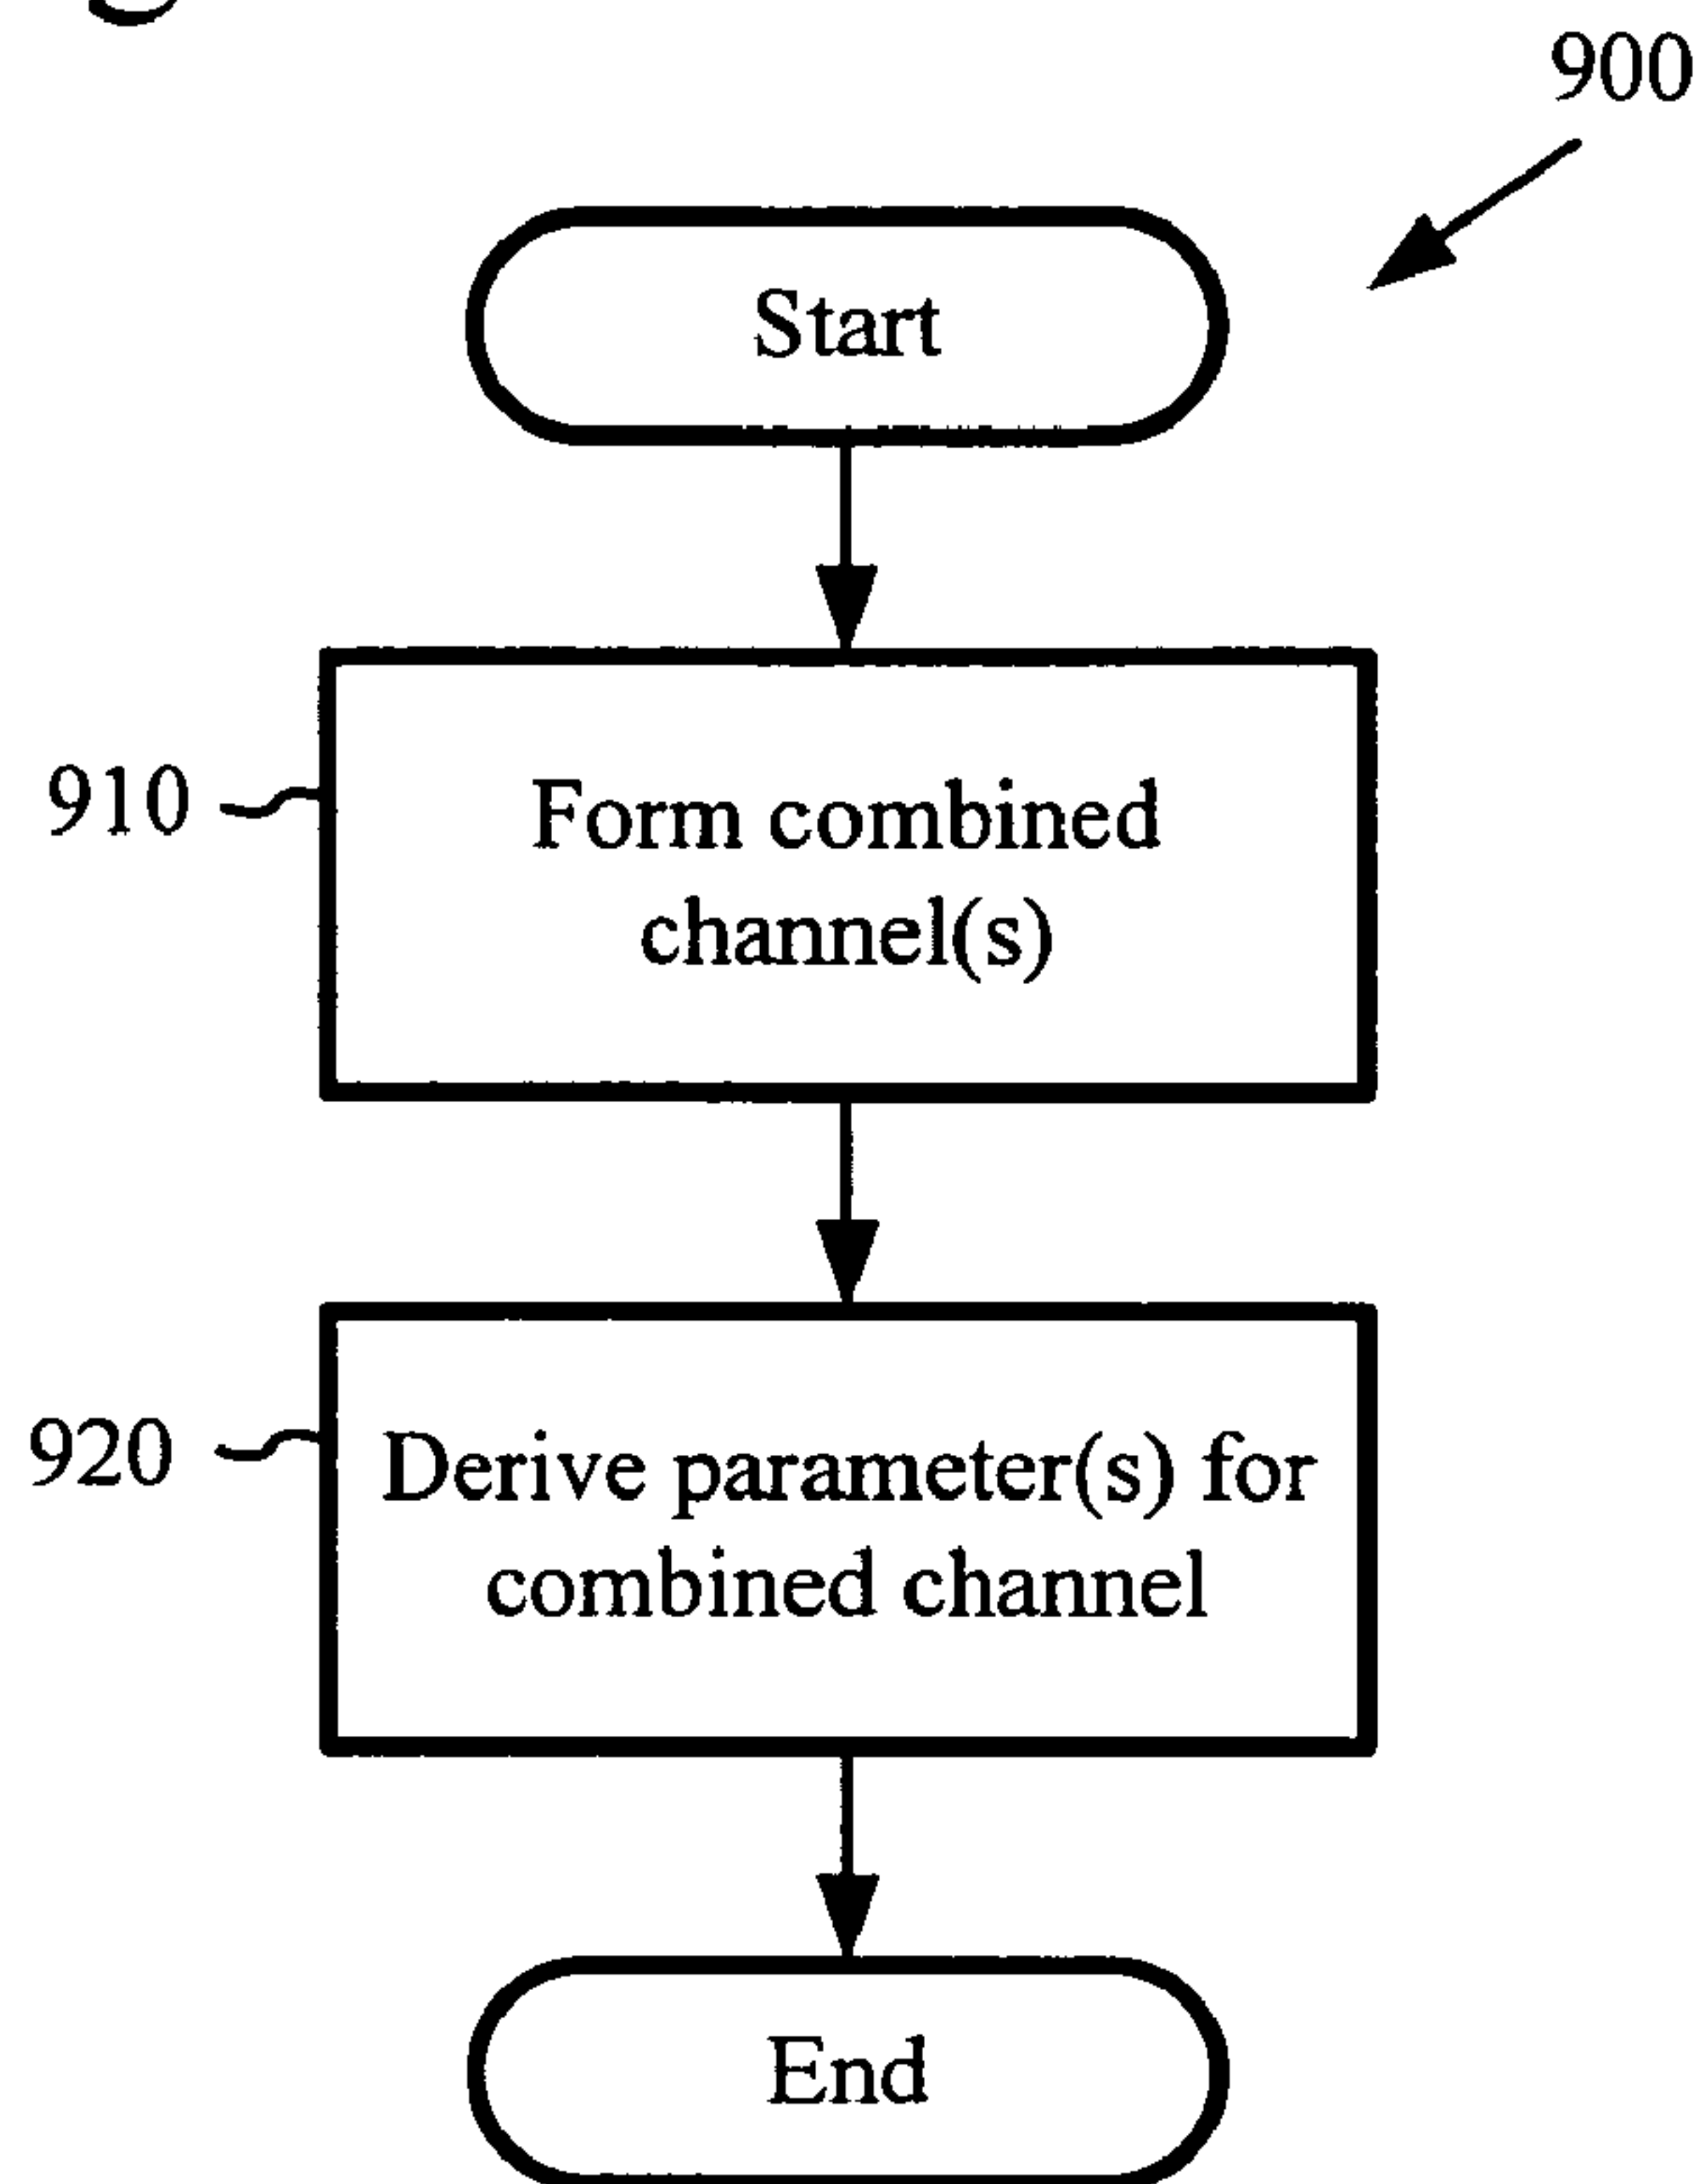 900
Start
910
Form combined
channel(s)
920
Derive parameter(s) for
combined channel
End